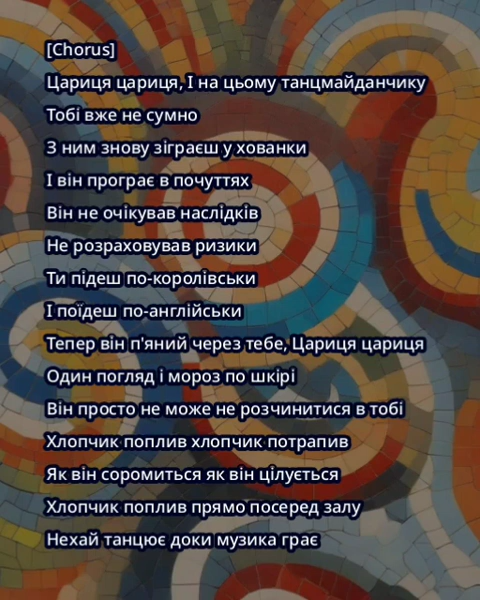 [Chorus]
Цариця цариця, І на цьому танцмайданчику
Тобі вже не сумно
З ним знову зіграєш у хованки
І він програє в почуттях
Він не очікував наслідків
Не розраховував ризики
Ти підеш по-королівськи
І поїдеш по-англійськи
Тепер він п'яний через тебе, Цариця цариця
Один погляд і мороз по шкірі
Він просто не може не розчинитися в тобі
Хлопчик поплив хлопчик потрапив
Як він соромиться як він цілується
Хлопчик поплив прямо посеред залу
Нехай танцює доки музика грає